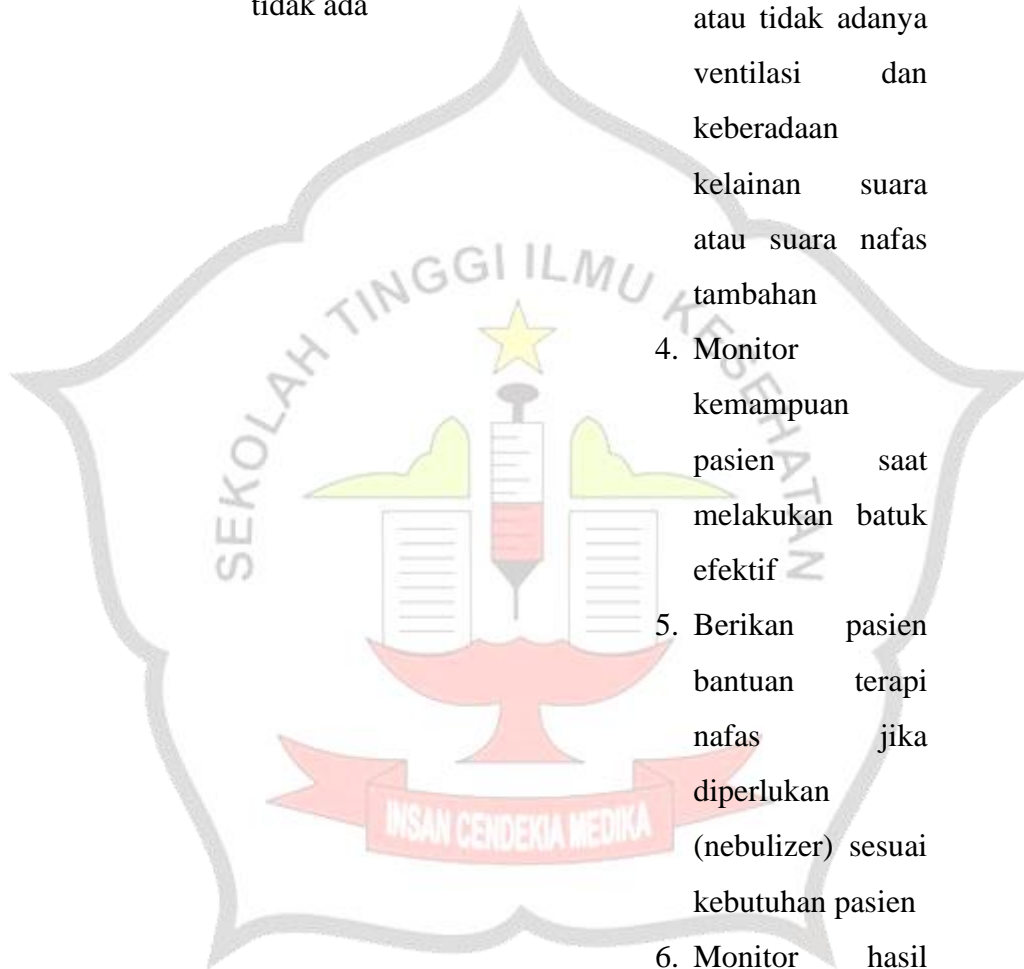 tidak ada
atau tidak adanya
ventilasi dan
keberadaan
kelainan suara
atau suara nafas
tambahan
4. Monitor
kemampuan
pasien saat
melakukan batuk
efektif
5. Berikan pasien
bantuan terapi
nafas jika
diperlukan
(nebulizer) sesuai
kebutuhan pasien
6. Monitor hasil
SEKOLAH TINGGI ILMU KESEHATAN
INSAN CENDEKIA MEDIKA